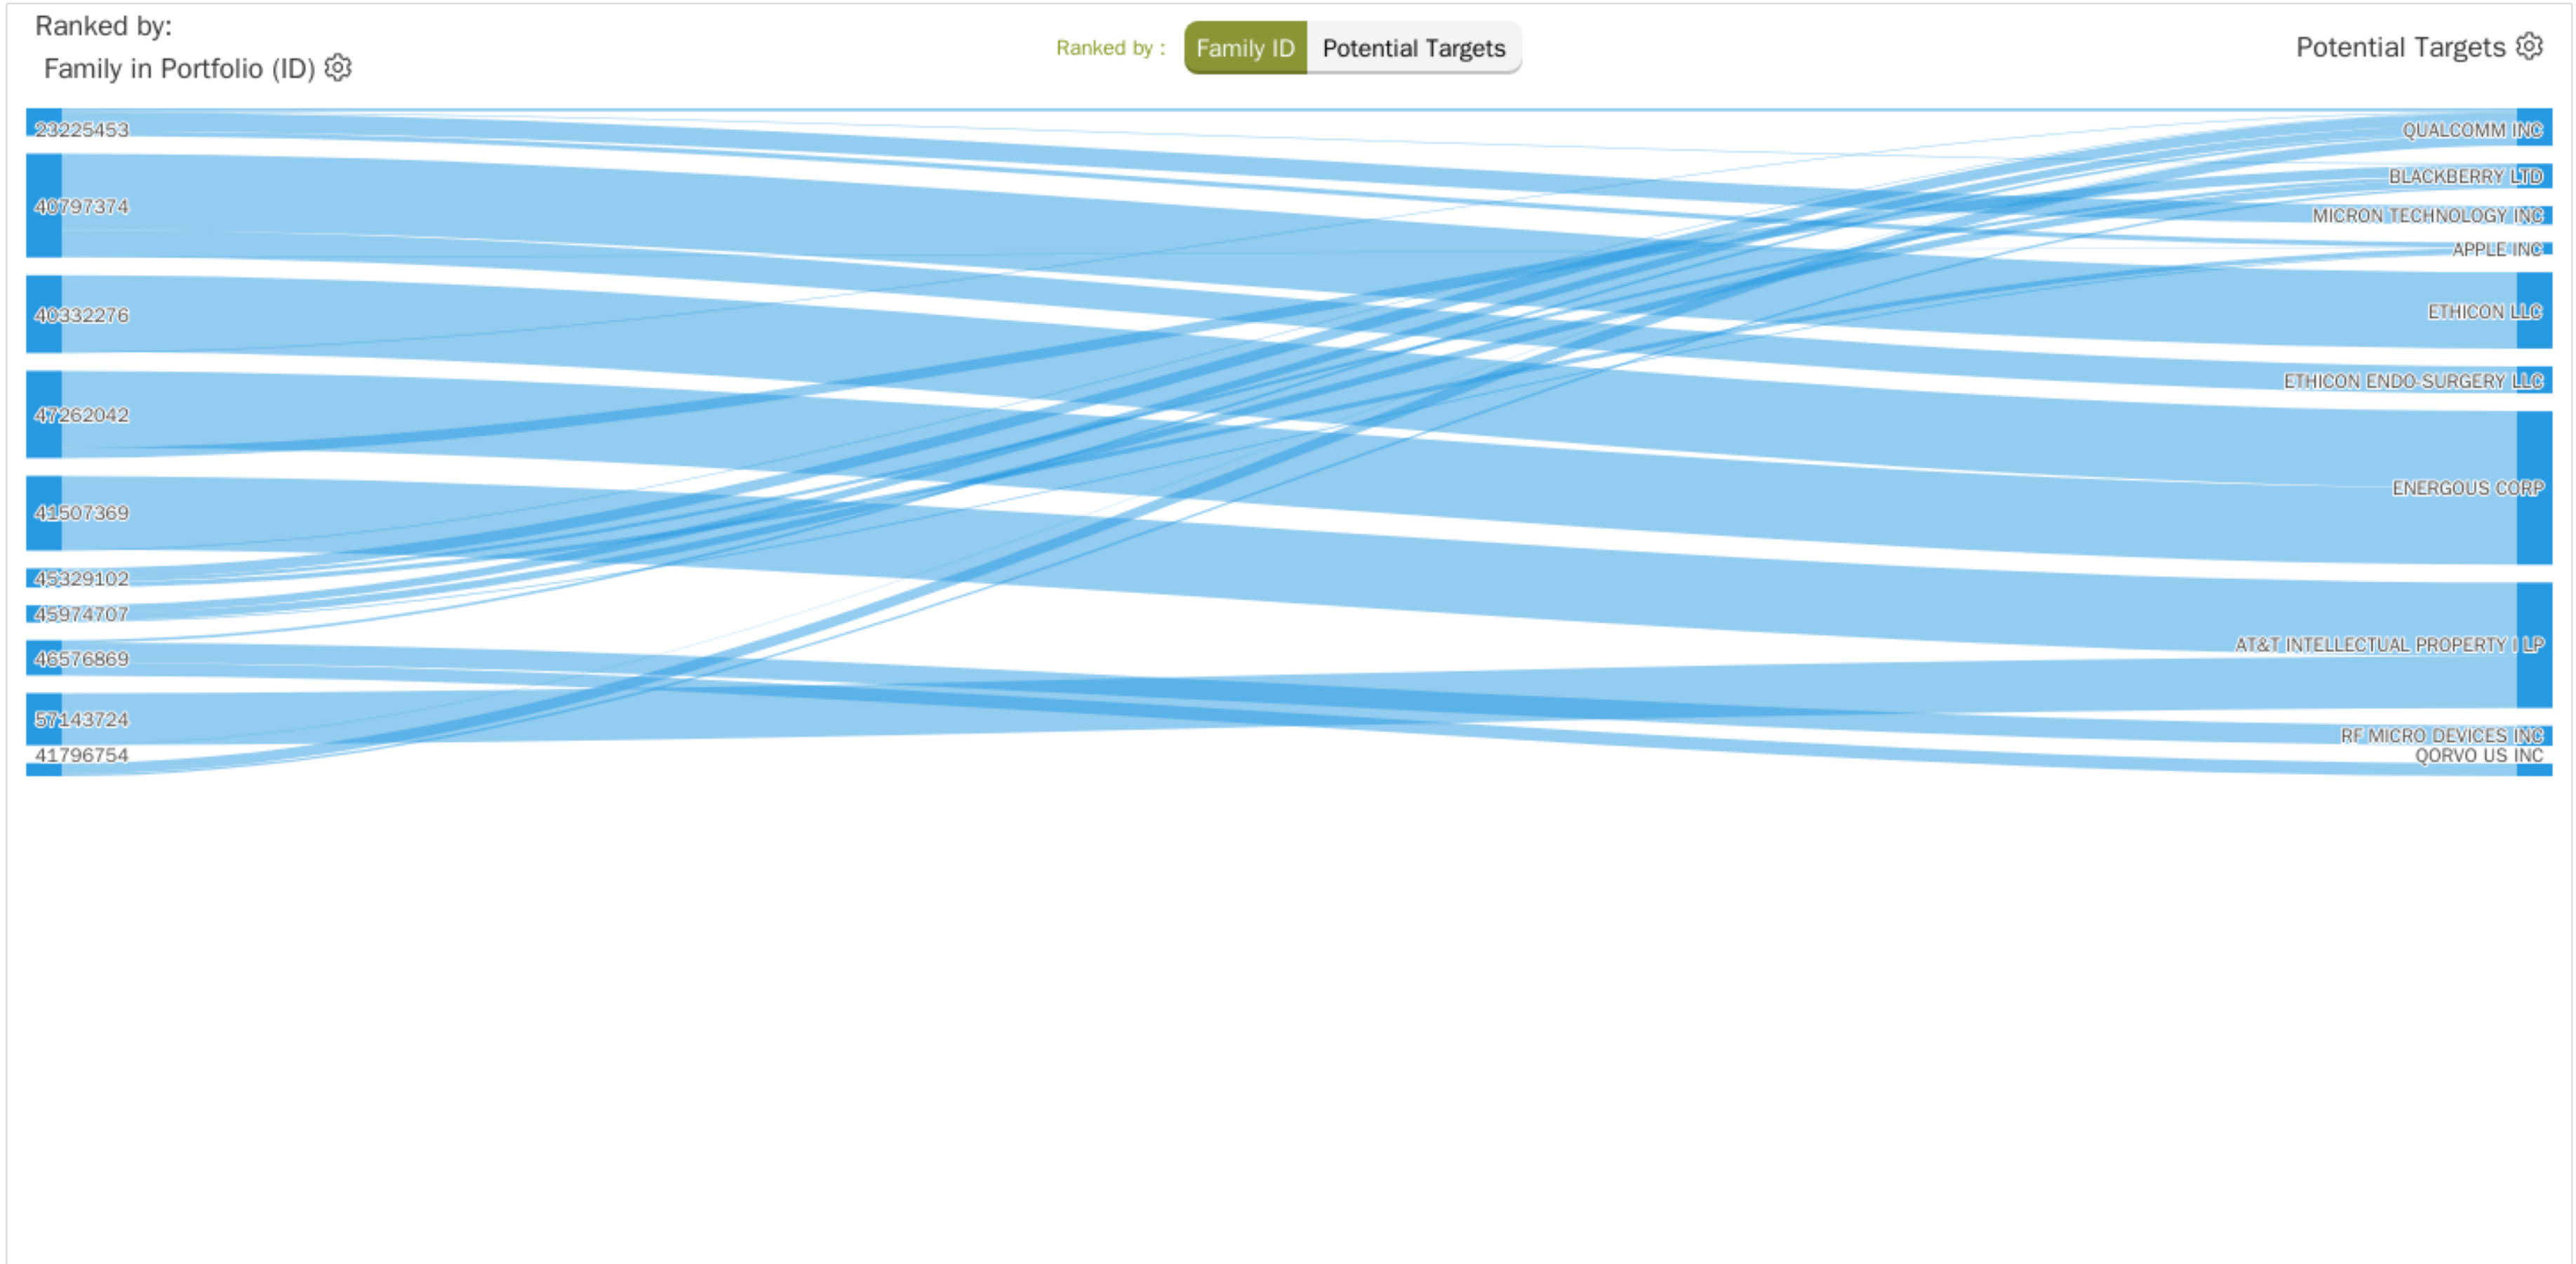 Ranked by:
Family in Portfolio (ID)
Ranked by :
Family ID
Potential Targets
Potential Targets
23225453
40797374
40332276
47262042
41507369
45329102
45974707
46576869
57143724
41796754
QUALCOMM INC
BLACKBERRY LTD
MICRON TECHNOLOGY INC
APPLE INC
ETHICON LLC
ETHICON ENDO-SURGERY LLC
ENERGOUS CORP
AT&T INTELLECTUAL PROPERTY I LP
RF MICRO DEVICES INC
QORVO US INC